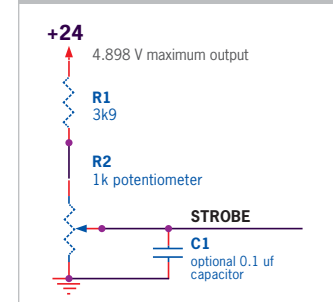 +24
4.898 V maximum output
R1
3k9
R2
1k potentiometer
STROBE
C1
optional 0.1 uf
capacitor